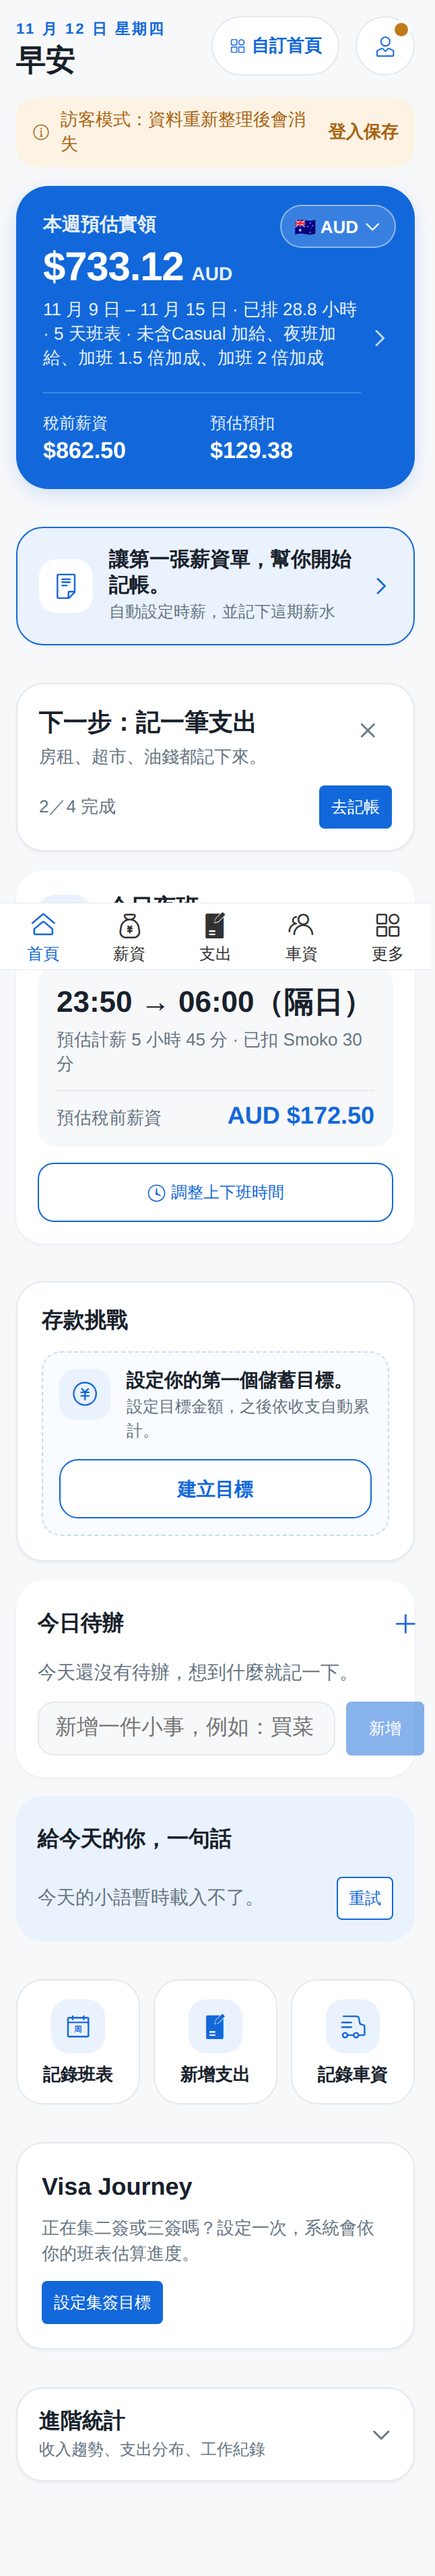 11 月 12 日 星期四
早安
自訂首頁
訪客模式：資料重新整理後會消
失
登入保存
本週預估實領
AUD
$733.12 AUD
11 月 9 日 – 11 月 15 日 · 已排 28.8 小時
· 5 天班表 · 未含Casual 加給、夜班加
給、加班 1.5 倍加成、加班 2 倍加成
稅前薪資
預估預扣
$862.50
$129.38
讓第一張薪資單，幫你開始
記帳。
自動設定時薪，並記下這期薪水
下一步：記一筆支出
房租、超市、油錢都記下來。
2／4 完成
去記帳
首頁
薪資
支出
車資
更多
23:50 → 06:00（隔日）
預估計薪 5 小時 45 分 · 已扣 Smoko 30
分
預估稅前薪資
AUD $172.50
調整上下班時間
存款挑戰
設定你的第一個儲蓄目標。
設定目標金額，之後依收支自動累
計。
建立目標
今日待辦
今天還沒有待辦，想到什麼就記一下。
新增一件小事，例如：買菜
新增
給今天的你，一句話
今天的小語暫時載入不了。
重試
記錄班表
新增支出
記錄車資
Visa Journey
正在集二簽或三簽嗎？設定一次，系統會依
你的班表估算進度。
設定集簽目標
進階統計
收入趨勢、支出分布、工作紀錄